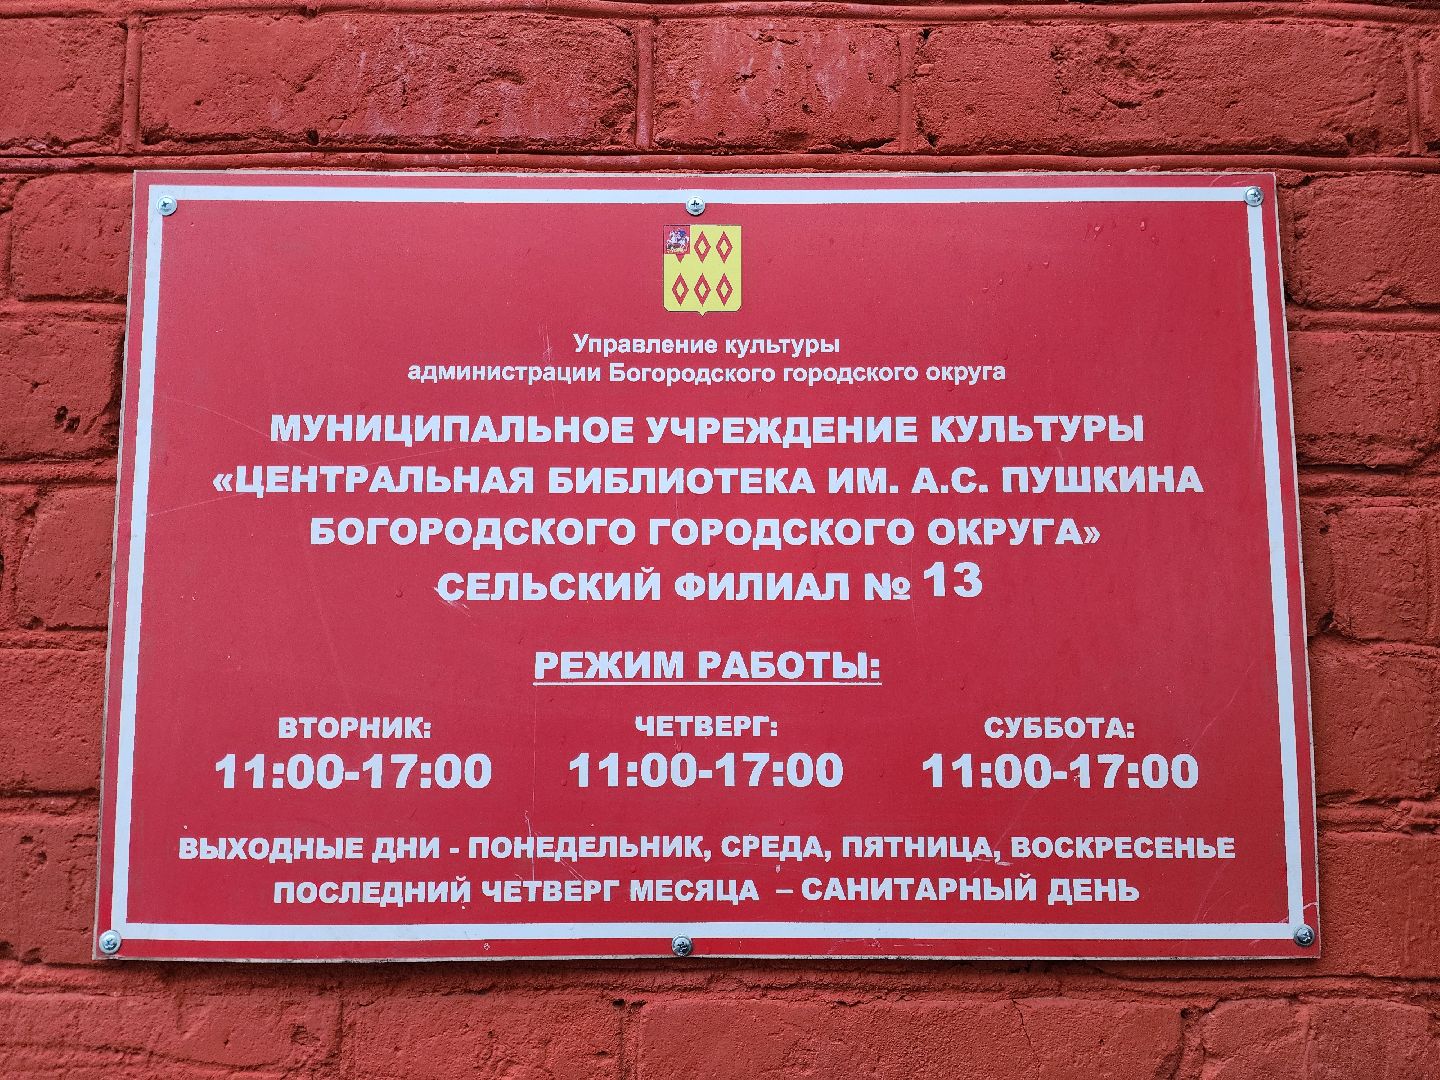 Управление культуры
администрации Богородского городского округа
МУНИЦИПАЛЬНОЕ УЧРЕЖДЕНИЕ КУЛЬТУРЫ
«ЦЕНТРАЛЬНАЯ БИБЛИОТЕКА ИМ. А.С. ПУШКИНА
БОГОРОДСКОГО ГОРОДСКОГО ОКРУГА»
СЕЛЬСКИЙ ФИЛИАЛ № 13
РЕЖИМ РАБОТЫ:
ВТОРНИК: ЧЕТВЕРГ: СУББОТА:
11:00-17:00 11:00-17:00 11:00-17:00
ВЫХОДНЫЕ ДНИ - ПОНЕДЕЛЬНИК, СРЕДА, ПЯТНИЦА, ВОСКРЕСЕНЬЕ
ПОСЛЕДНИЙ ЧЕТВЕРГ МЕСЯЦА – САНИТАРНЫЙ ДЕНЬ